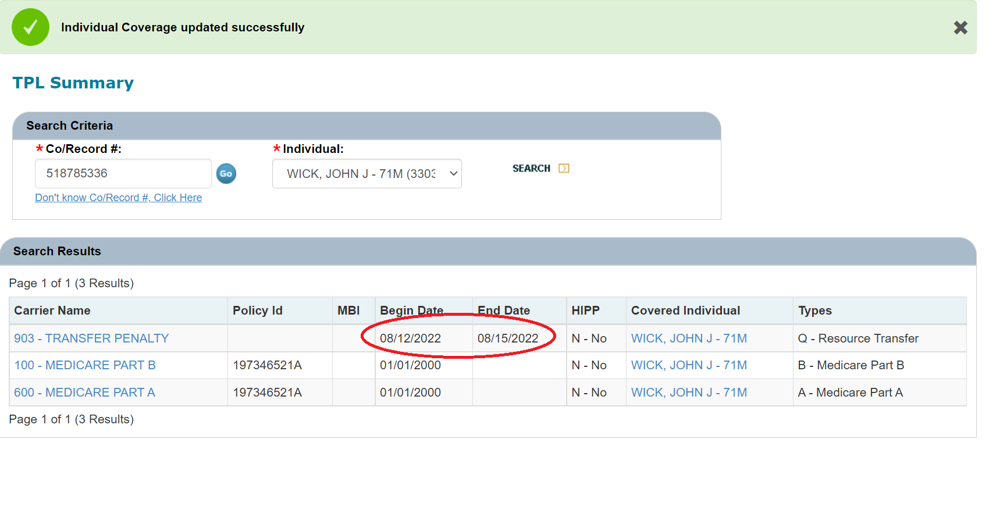 Individual Coverage updated successfully
TPL Summary
Search Criteria
*Co/Record #:
*Individual:
518785336
Go
WICK, JOHN J - 71M (3303
SEARCH
Don't know Co/Record #, Click Here
Search Results
Page 1 of 1 (3 Results)
Carrier Name Policy Id MBI Begin Date End Date HIPP Covered Individual Types
903 - TRANSFER PENALTY 08/12/2022 08/15/2022 N - No WICK, JOHN J - 71M Q - Resource Transfer
100 - MEDICARE PART B 197346521A 01/01/2000 N - No WICK, JOHN J - 71M B - Medicare Part B
600 - MEDICARE PART A 197346521A 01/01/2000 N - No WICK, JOHN J - 71M A - Medicare Part A
Page 1 of 1 (3 Results)